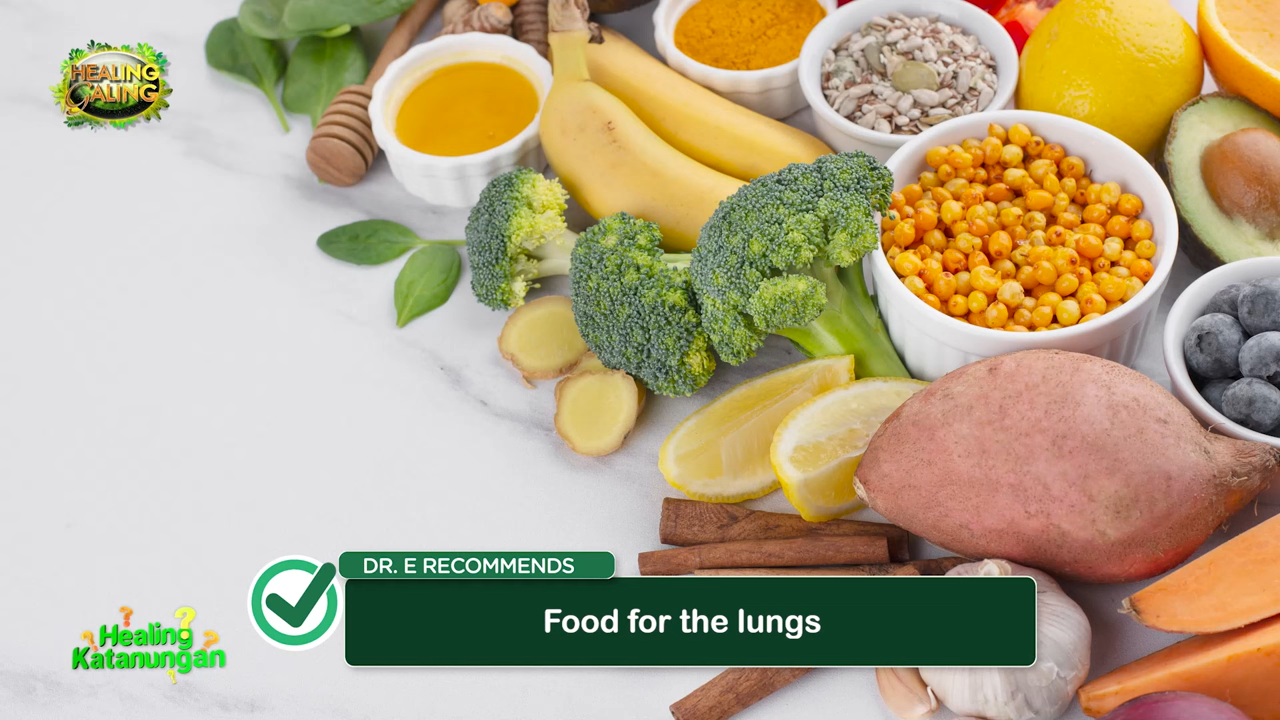 HEALING
GALING
DR. E RECOMMENDS
Food for the lungs
Healing
Katanungan